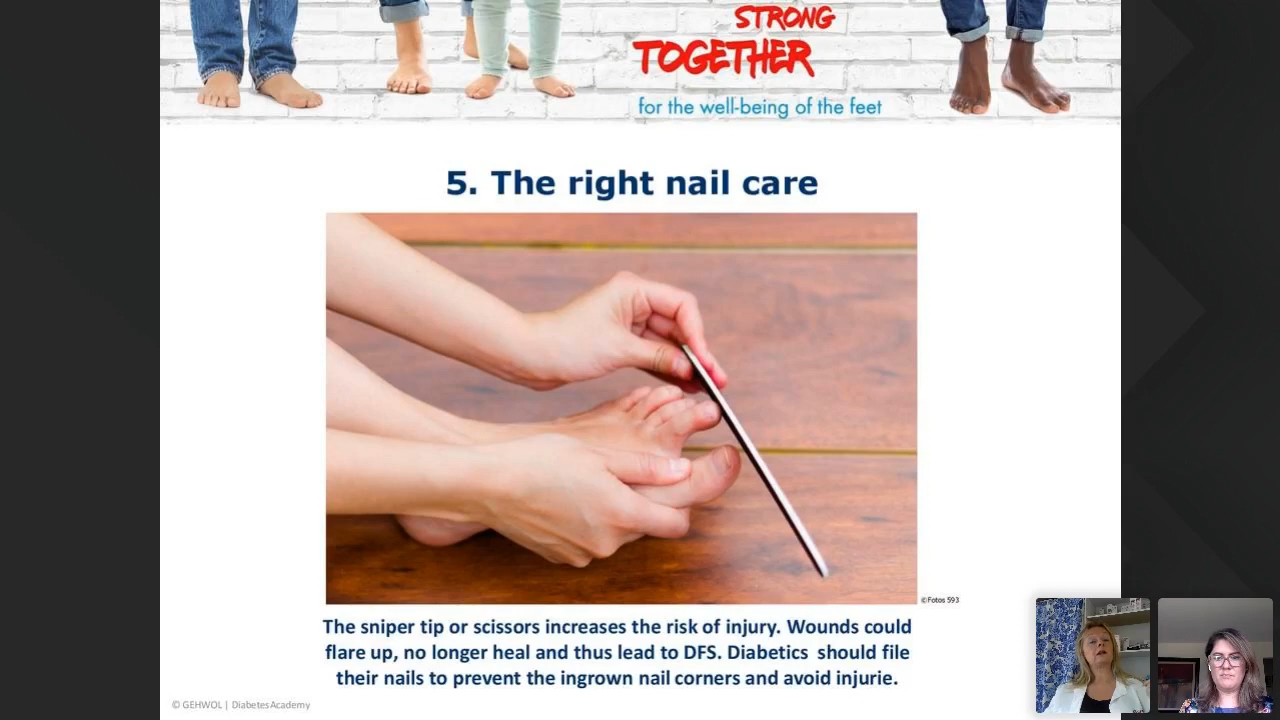 STRONG
TOGETHER
for the well-being of the feet
5. The right nail care
©Fotos 593
The sniper tip or scissors increases the risk of injury. Wounds could
flare up, no longer heal and thus lead to DFS. Diabetics should file
their nails to prevent the ingrown nail corners and avoid injurie.
© GEHWOL | DiabetesAcademy